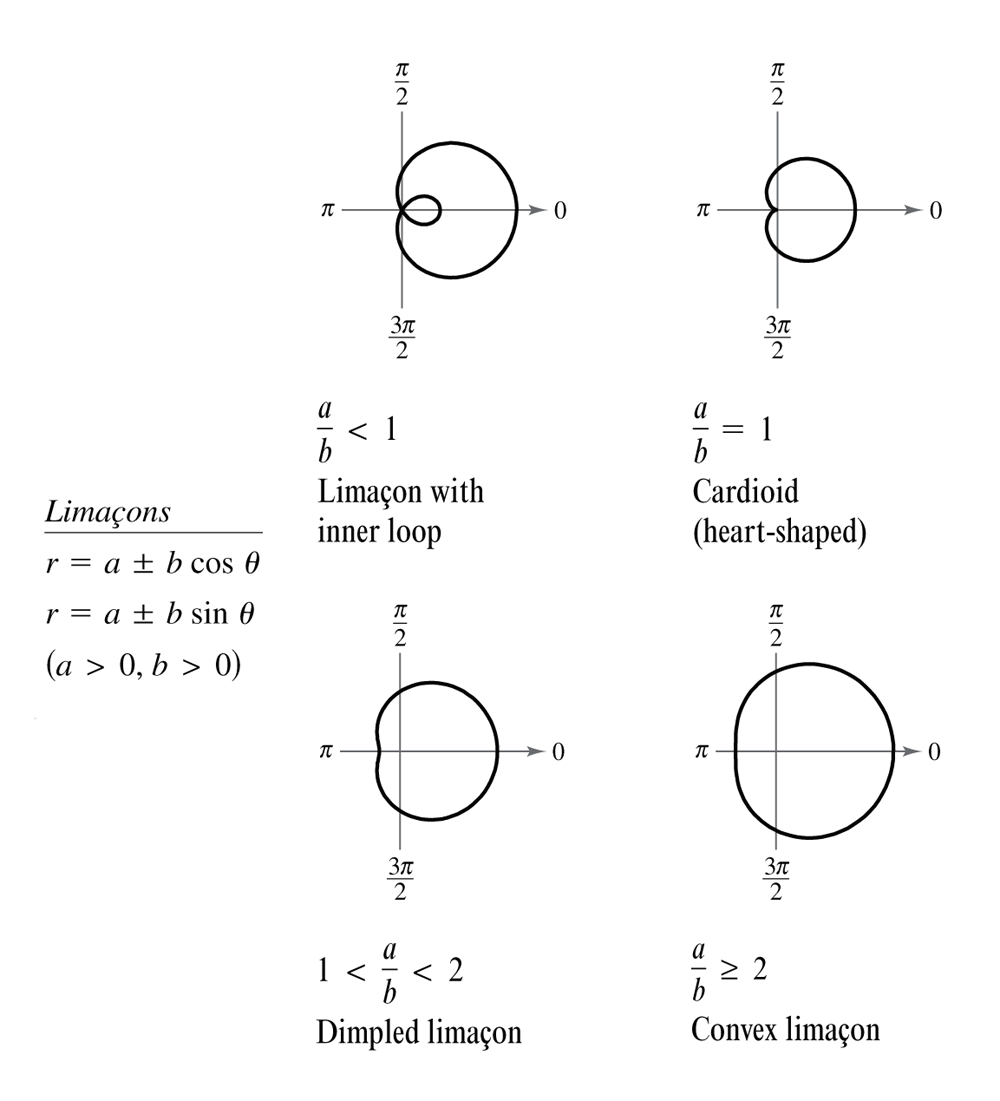 Limaçons
r = a ± b cos θ
r = a ± b sin θ
(a > 0, b > 0)
π/2
π
0
3π/2
a/b < 1
Limaçon with
inner loop
π/2
π
0
3π/2
a/b = 1
Cardioid
(heart-shaped)
π/2
π
0
3π/2
1 < a/b < 2
Dimpled limaçon
π/2
π
0
3π/2
a/b ≥ 2
Convex limaçon